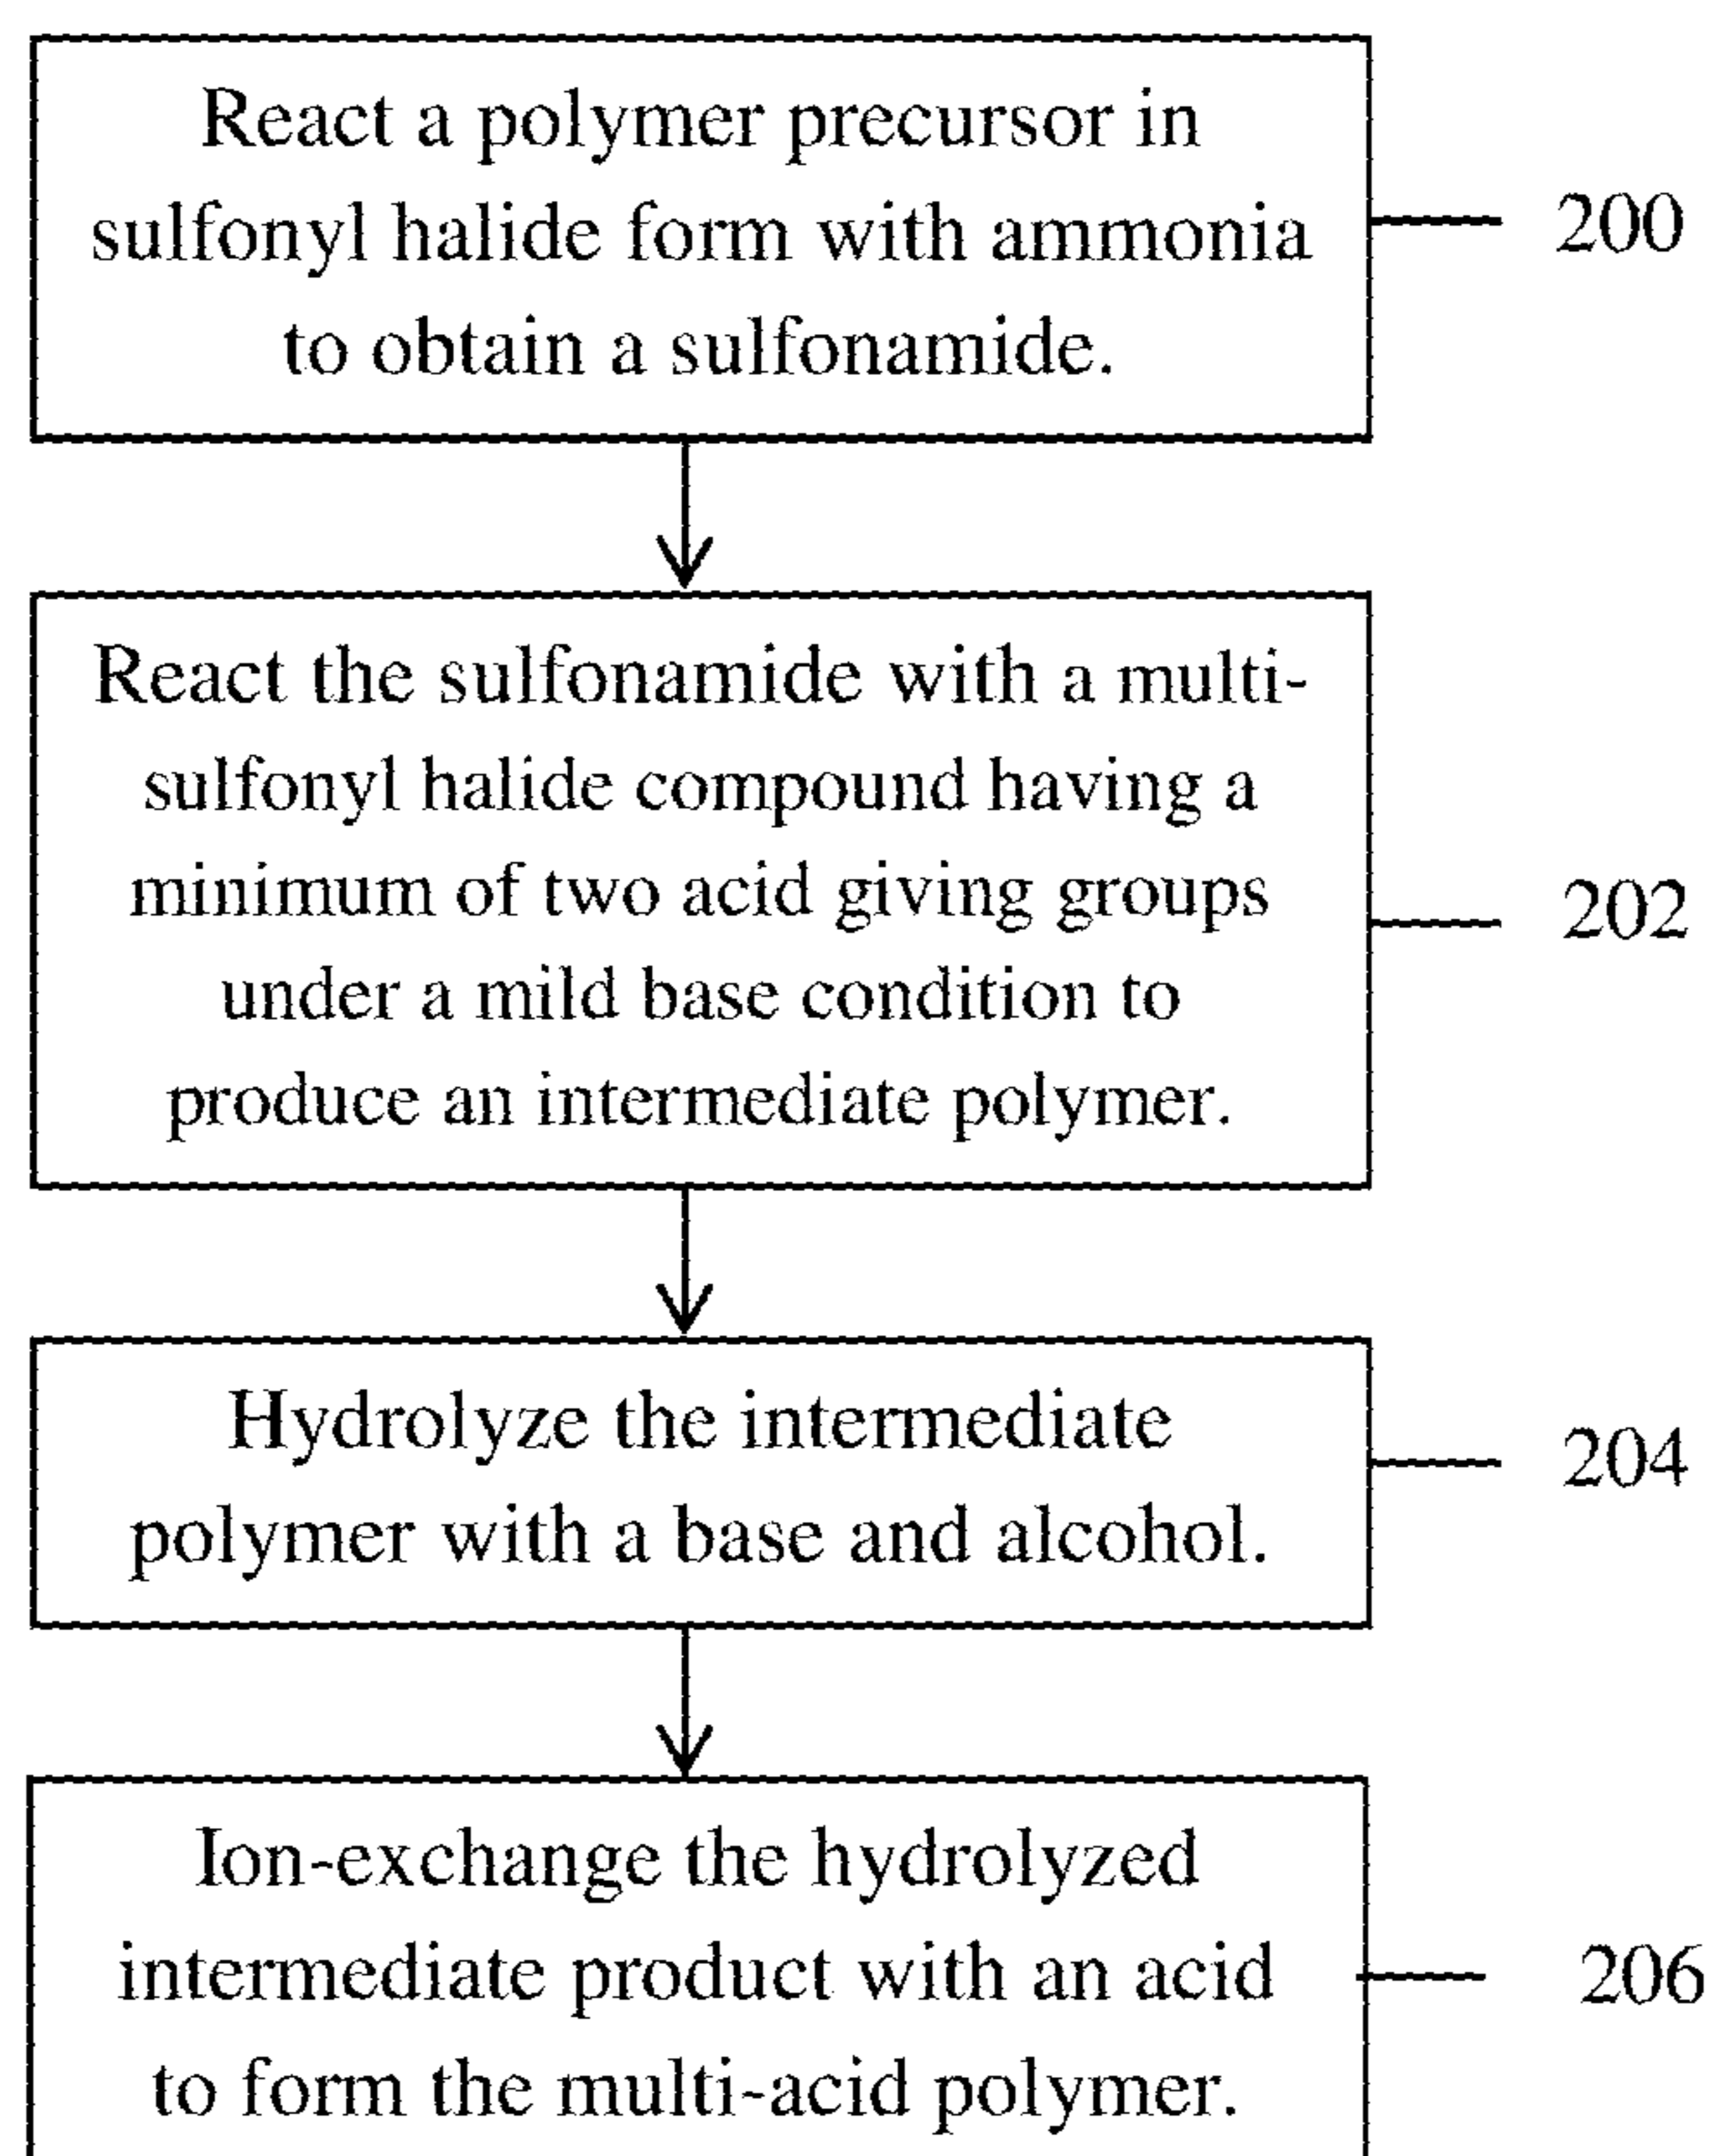 React a polymer precursor in
sulfonyl halide form with ammonia
to obtain a sulfonamide.
200
React the sulfonamide with a multi-
sulfonyl halide compound having a
minimum of two acid giving groups
under a mild base condition to
produce an intermediate polymer.
202
Hydrolyze the intermediate
polymer with a base and alcohol.
204
Ion-exchange the hydrolyzed
intermediate product with an acid
to form the multi-acid polymer.
206